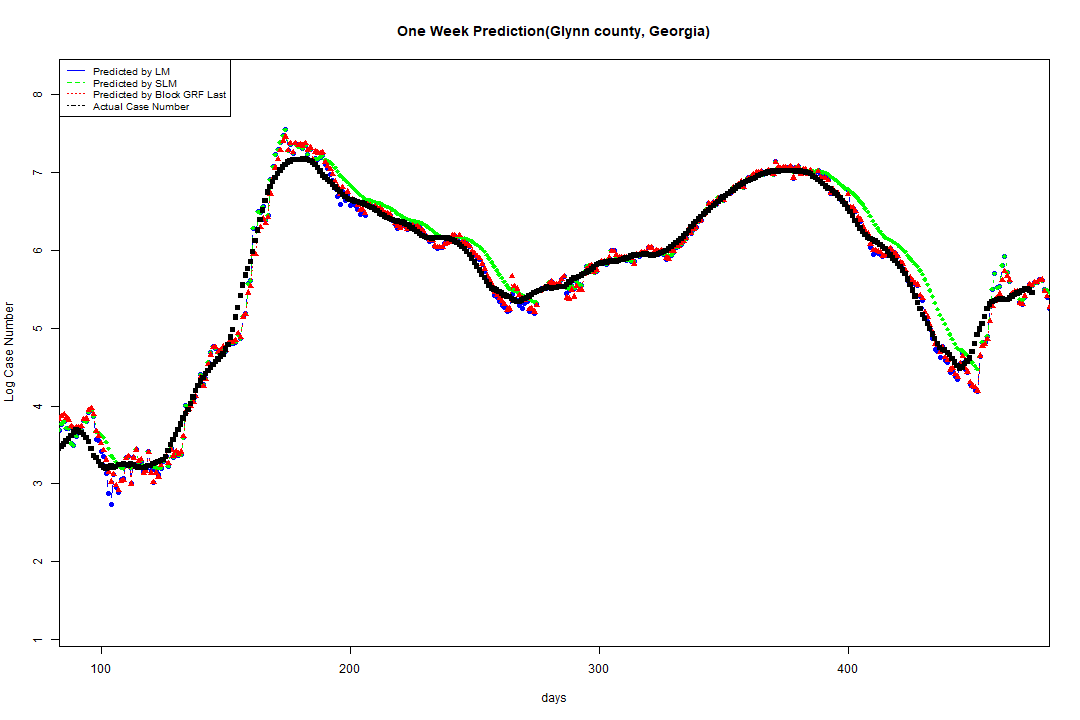 One Week Prediction(Glynn county, Georgia)
Predicted by LM
Predicted by SLM
Predicted by Block GRF Last
Actual Case Number
8
7
6
5
4
3
2
1
Log Case Number
100 200 300 400
days